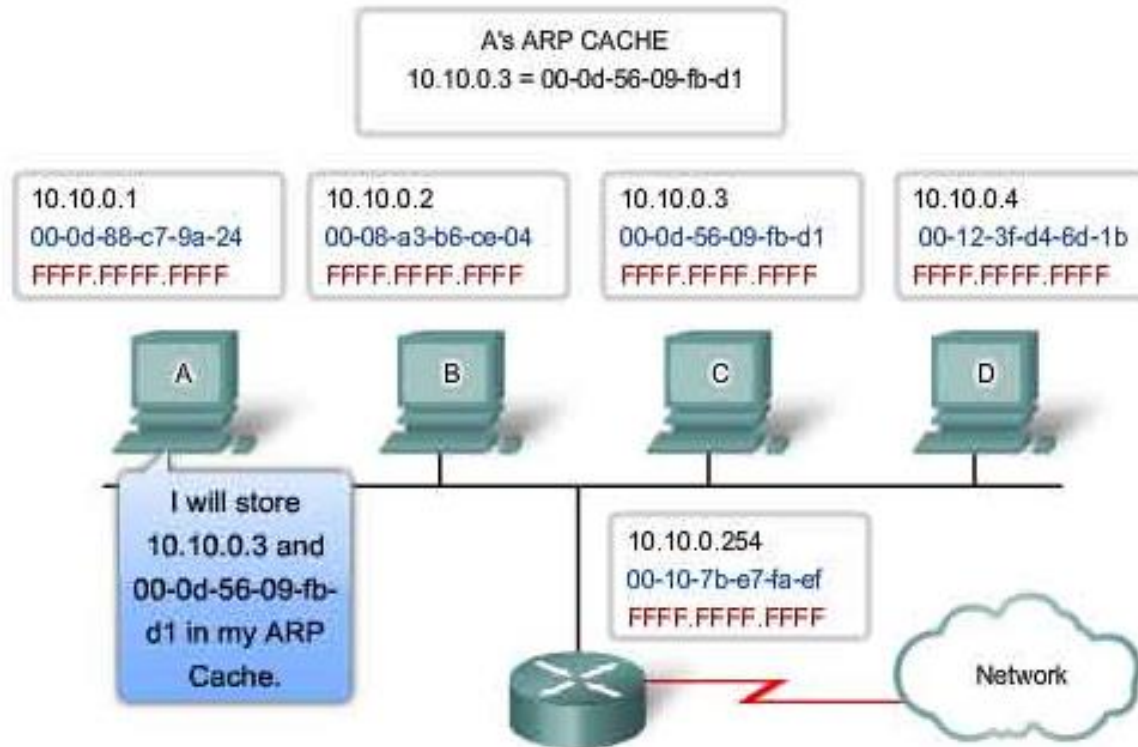 A's ARP CACHE
10.10.0.3 = 00-0d-56-09-fb-d1
10.10.0.1
00-0d-88-c7-9a-24
FFFF.FFFF.FFFF
10.10.0.2
00-08-a3-b6-ce-04
FFFF.FFFF.FFFF
10.10.0.3
00-0d-56-09-fb-d1
FFFF.FFFF.FFFF
10.10.0.4
00-12-3f-d4-6d-1b
FFFF.FFFF.FFFF
A
B
C
D
I will store
10.10.0.3 and
00-0d-56-09-fb-
d1 in my ARP
Cache.
10.10.0.254
00-10-7b-e7-fa-ef
FFFF.FFFF.FFFF
Network